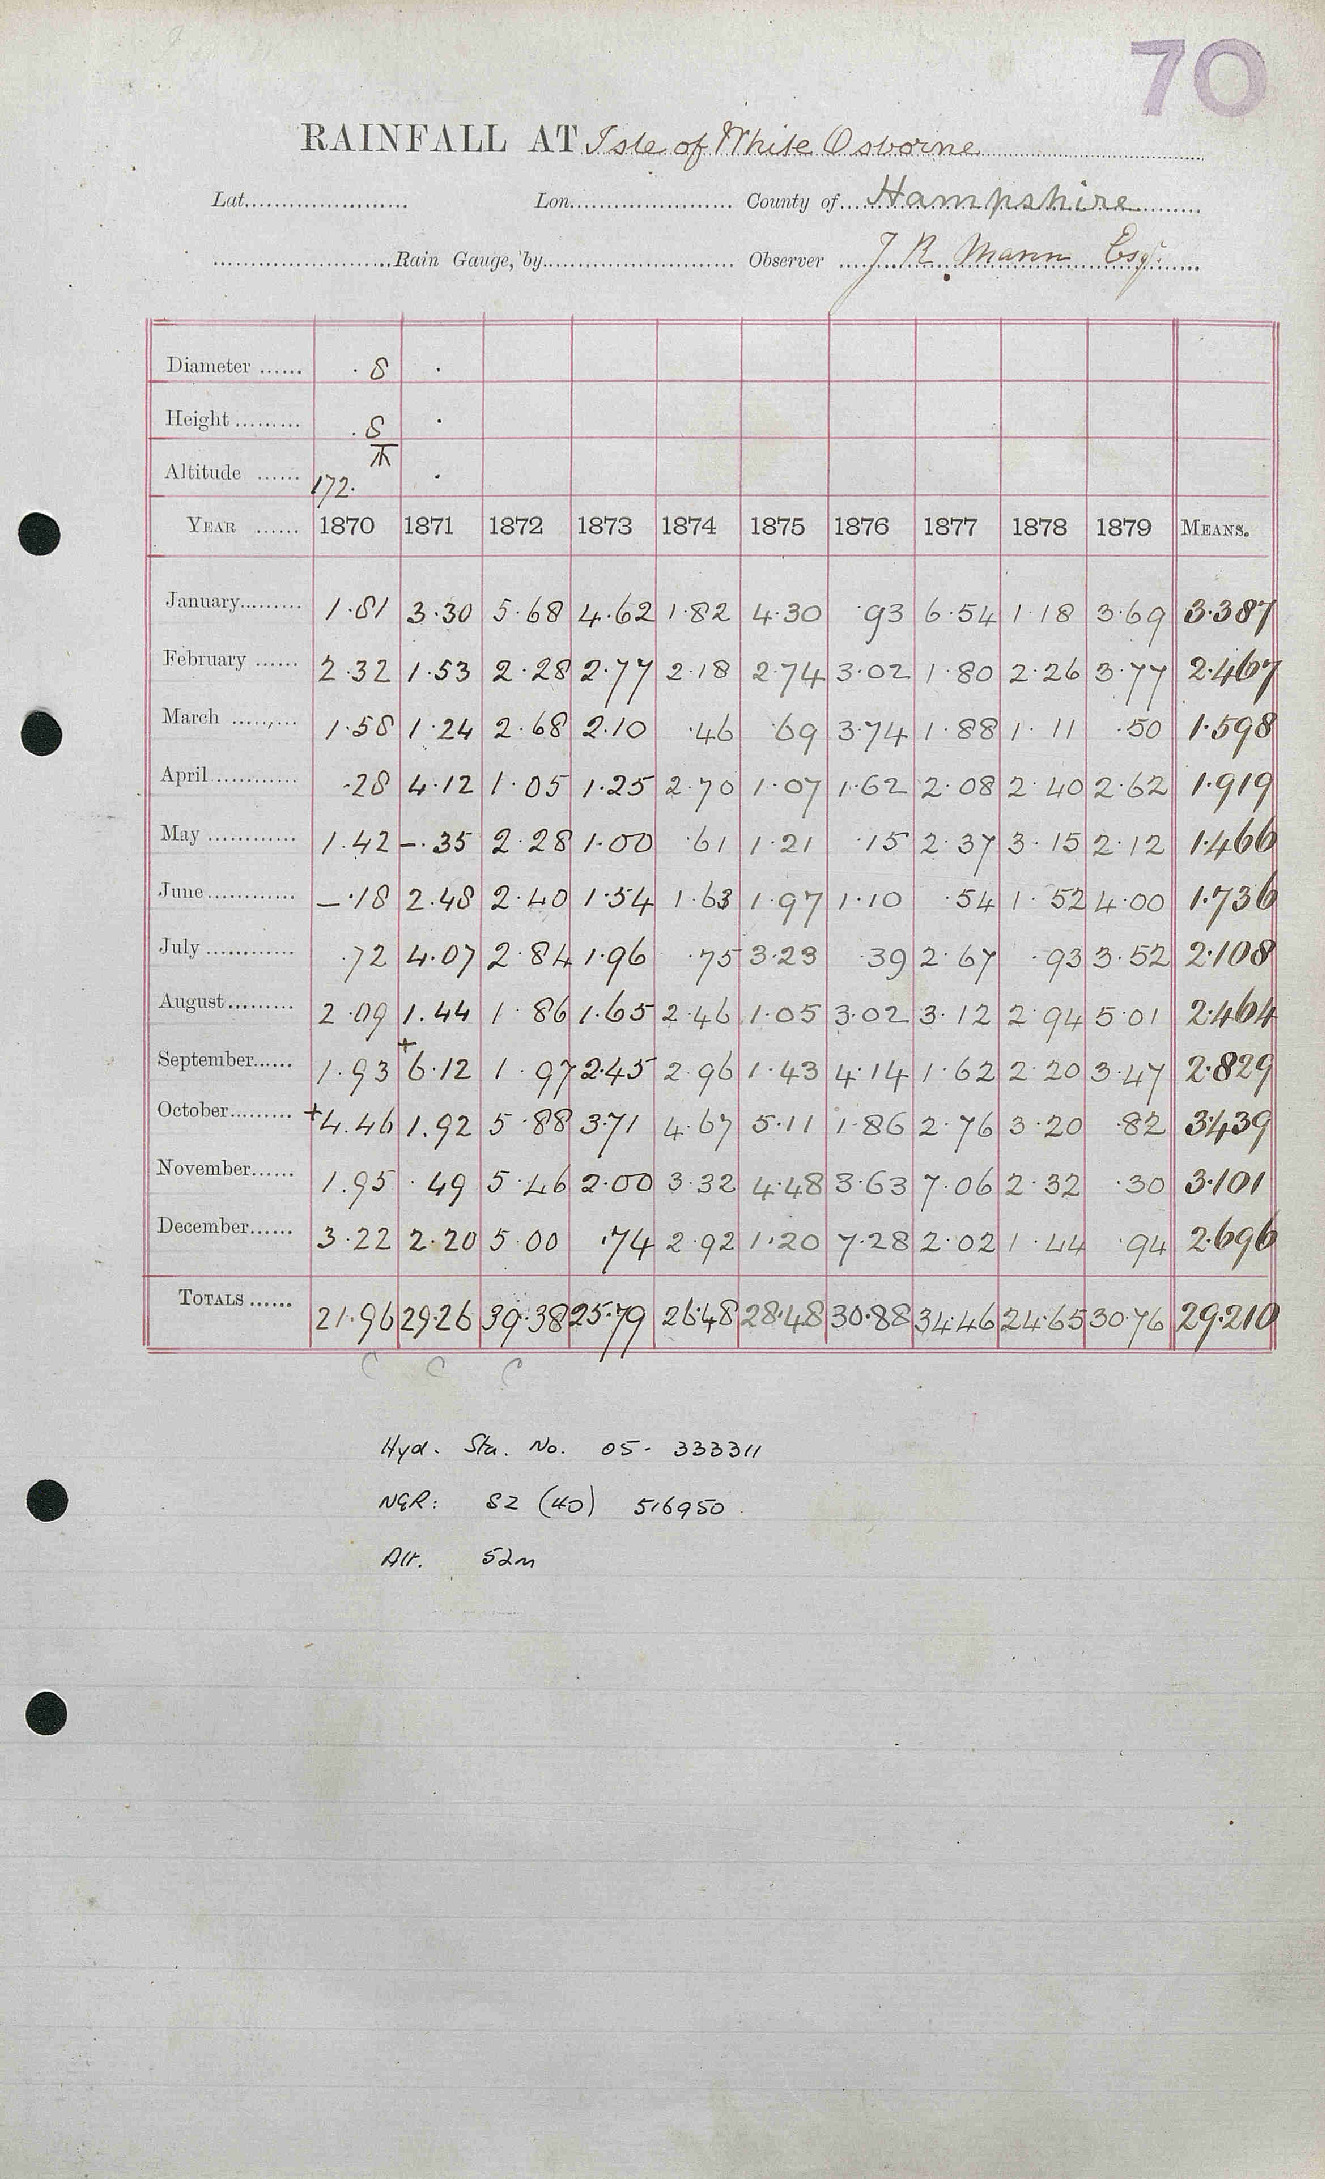 70
RAINFALL AT Isle of White Osborne
Lat. Lon. County of Hampshire
Rain Gauge, by Observer J R Mann Esqr.
Diameter ...... 8 .
Height ......... .8 .
Altitude ...... 172. .
YEAR ...... 1870 1871 1872 1873 1874 1875 1876 1877 1878 1879 MEANS.
January......... 1.81 3.30 5.68 4.62 1.82 4.30 .93 6.54 1.18 3.69 3.387
February ...... 2.32 1.53 2.28 2.77 2.18 2.74 3.02 1.80 2.26 3.77 2.467
March ......... 1.58 1.24 2.68 2.10 .46 .69 3.74 1.88 1.11 .50 1.598
April ............ .28 4.12 1.05 1.25 2.70 1.07 1.62 2.08 2.40 2.62 1.919
May ............ 1.42 -.35 2.28 1.00 .61 1.21 .15 2.37 3.15 2.12 1.466
June ............ -.18 2.48 2.40 1.54 1.63 1.97 1.10 .54 1.52 4.00 1.736
July ............ .72 4.07 2.84 1.96 .75 3.23 .39 2.67 .93 3.52 2.108
August ......... 2.09 1.44 1.86 1.65 2.46 1.05 3.02 3.12 2.94 5.01 2.464
September...... 1.93 +6.12 1.97 2.45 2.96 1.43 4.14 1.62 2.20 3.47 2.829
October ......... +4.46 1.92 5.88 3.71 4.67 5.11 1.86 2.76 3.20 .82 3.439
November...... 1.95 .49 5.46 2.00 3.32 4.48 3.63 7.06 2.32 .30 3.101
December...... 3.22 2.20 5.00 .74 2.92 1.20 7.28 2.02 1.44 .94 2.696
TOTALS ...... 21.96 29.26 39.38 25.79 26.48 28.48 30.88 34.46 24.65 30.76 29.210
C C C
Hyd. Sta. No. 05- 333311
NGR: SZ (40) 516950.
Alt. 52m